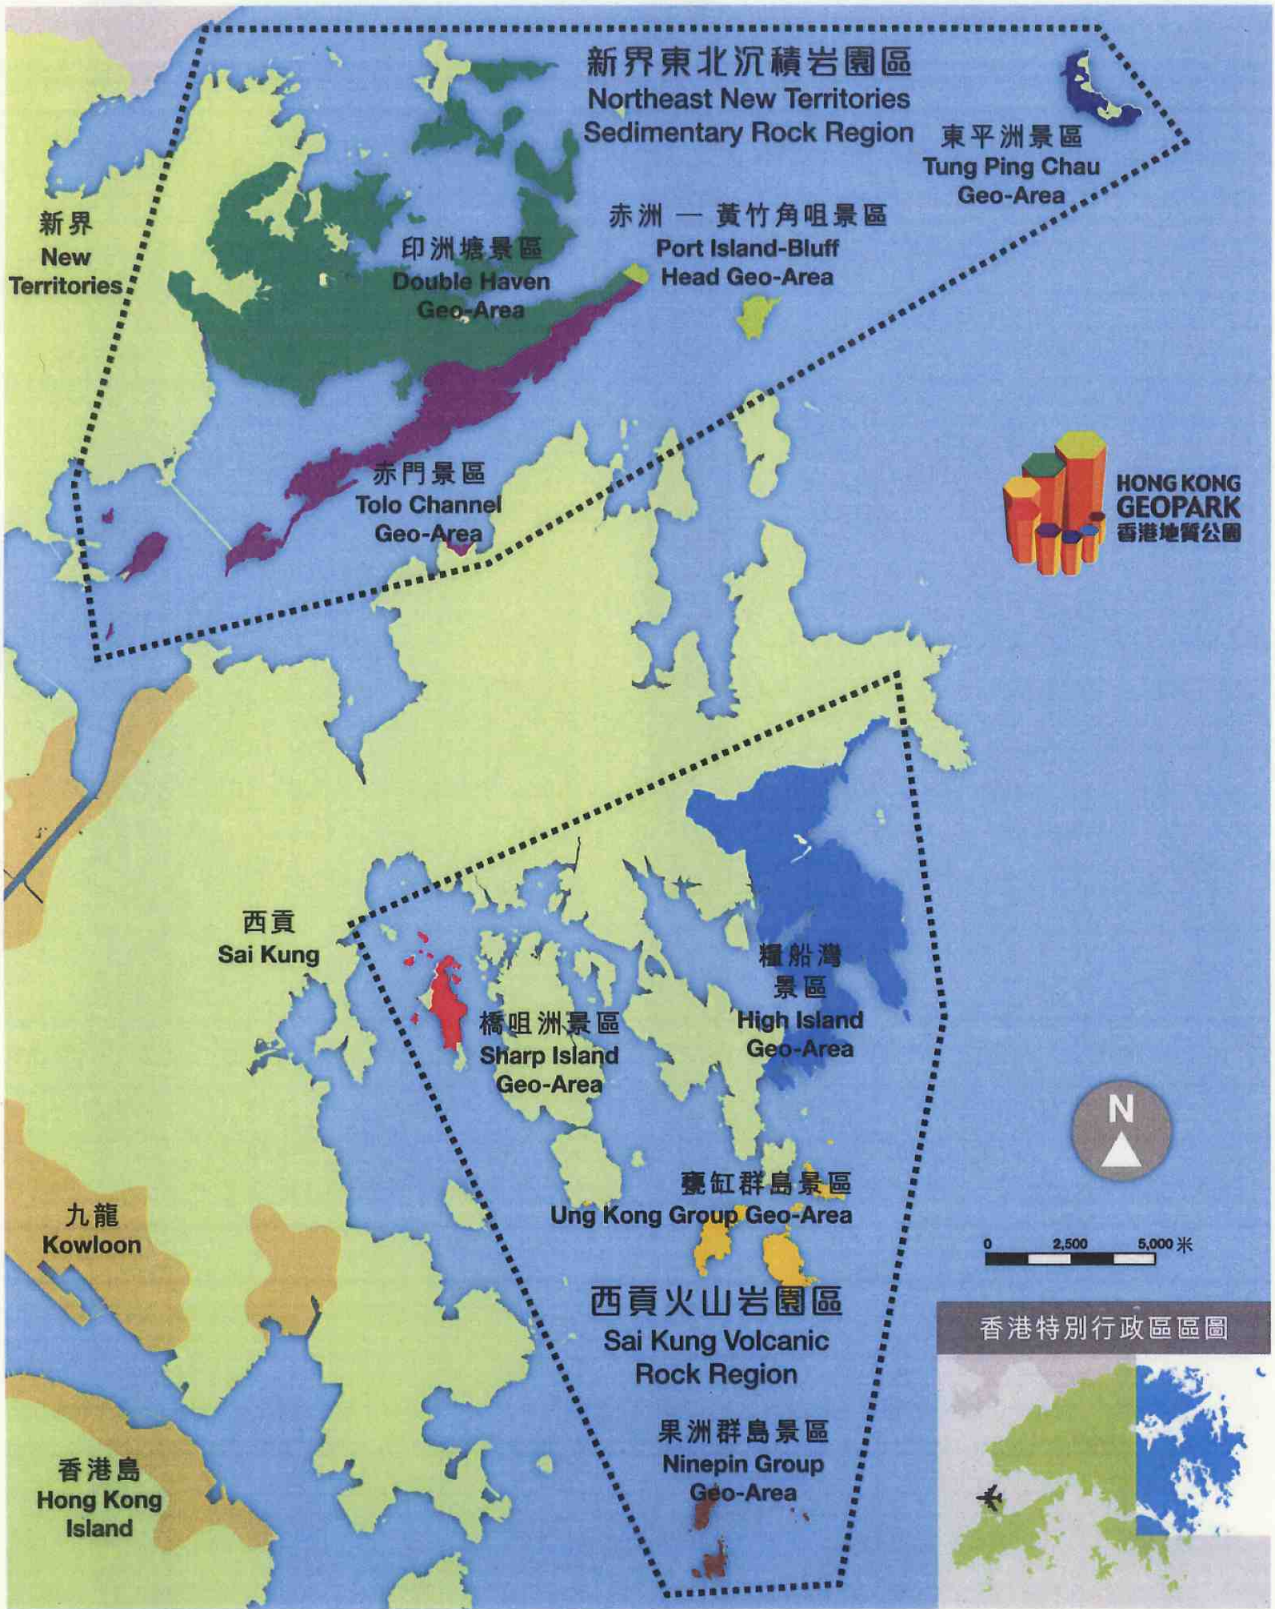 新界東北沉積岩園區
Northeast New Territories
Sedimentary Rock Region
東平洲景區
Tung Ping Chau
Geo-Area
赤洲 — 黃竹角咀景區
Port Island-Bluff
Head Geo-Area
新界
New
Territories
印洲塘景區
Double Haven
Geo-Area
赤門景區
Tolo Channel
Geo-Area
HONG KONG
GEOPARK
香港地質公園
西貢
Sai Kung
糧船灣
景區
High Island
Geo-Area
橋咀洲景區
Sharp Island
Geo-Area
N
甕缸群島景區
Ung Kong Group Geo-Area
九龍
Kowloon
0 2,500 5,000 米
西貢火山岩園區
Sai Kung Volcanic
Rock Region
香港特別行政區區圖
果洲群島景區
Ninepin Group
Geo-Area
香港島
Hong Kong
Island